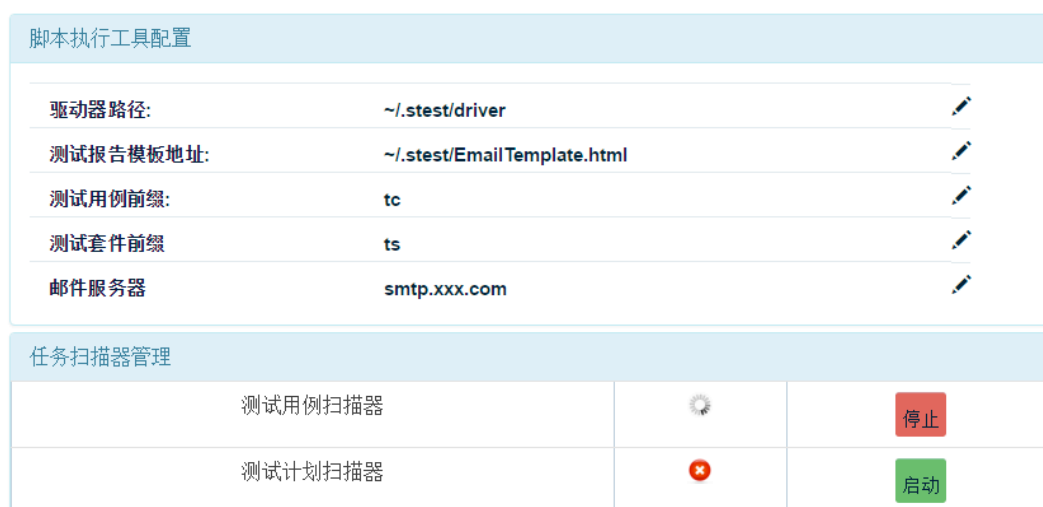 脚本执行工具配置
驱动器路径: ~/.stest/driver
测试报告模板地址: ~/.stest/EmailTemplate.html
测试用例前缀: tc
测试套件前缀 ts
邮件服务器 smtp.xxx.com
任务扫描器管理
测试用例扫描器 停止
测试计划扫描器 启动